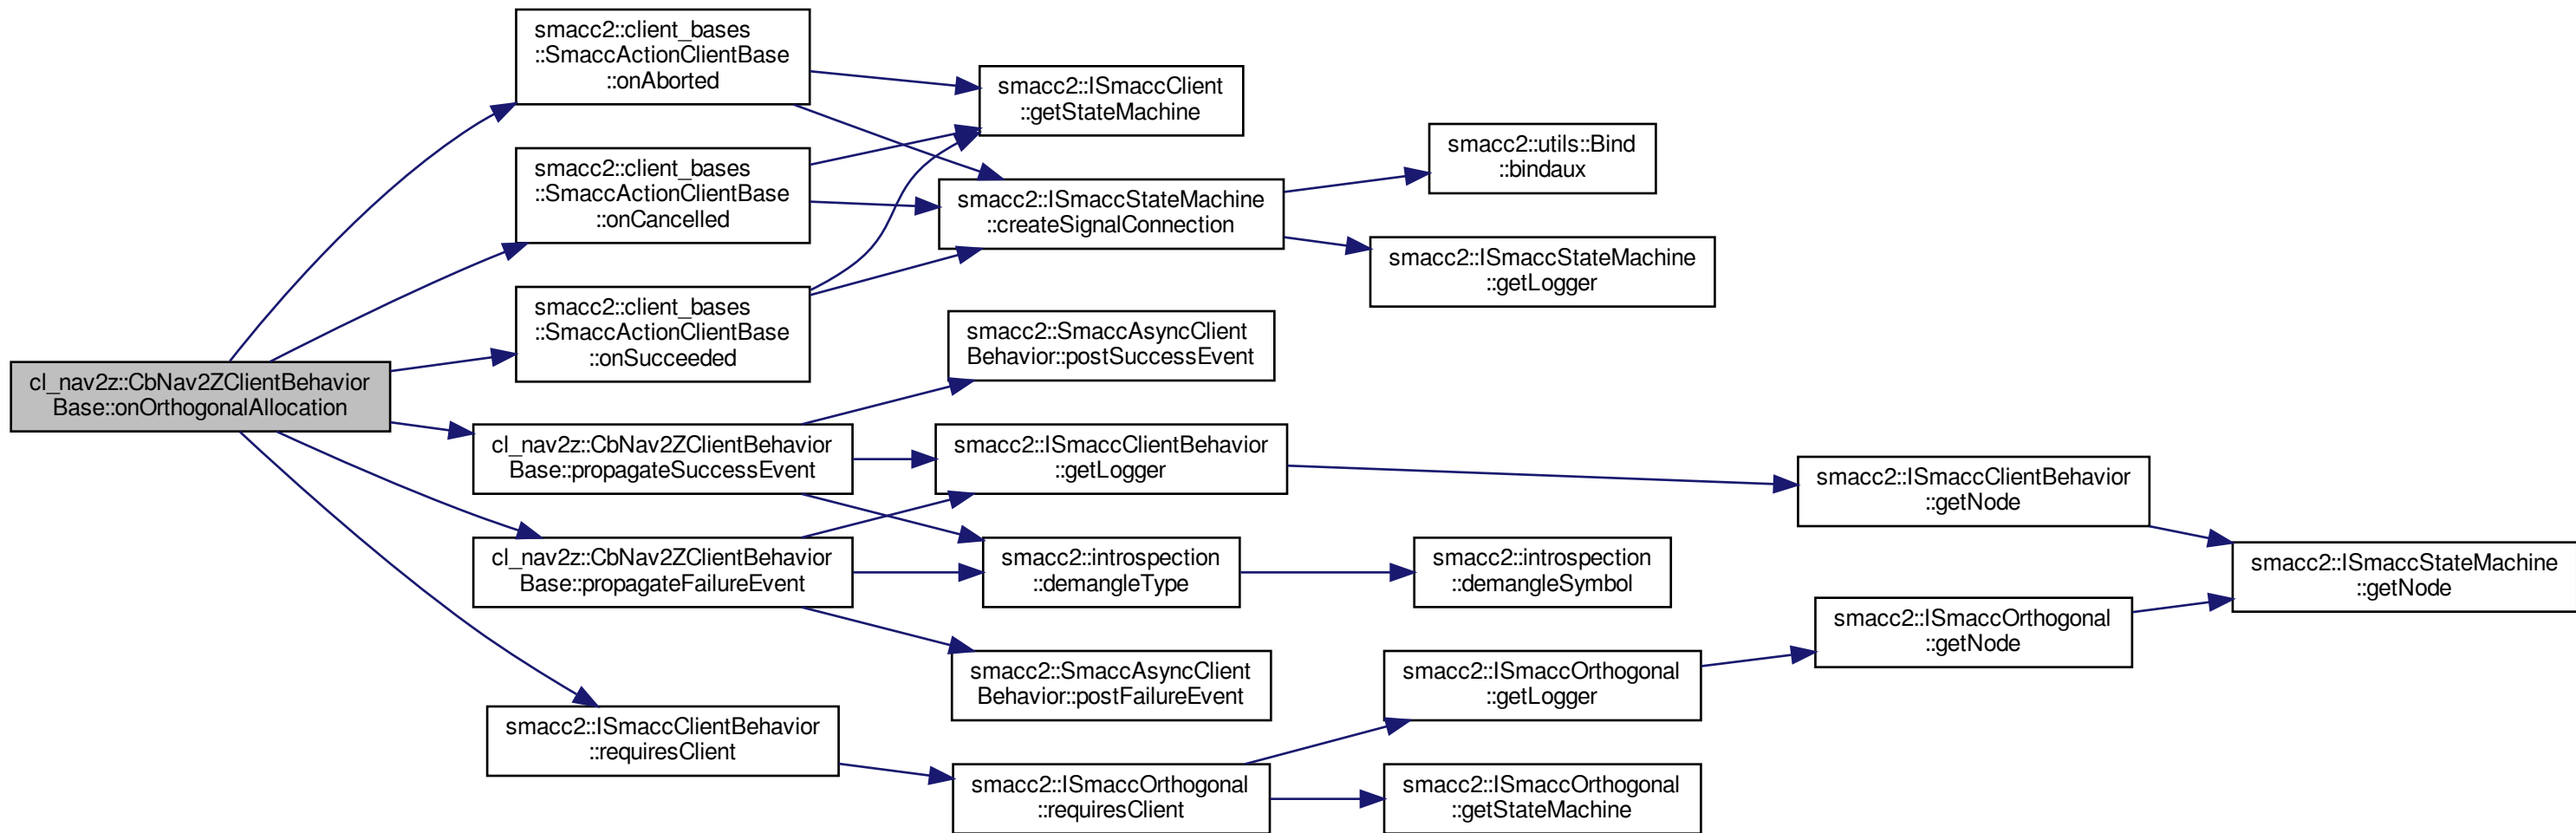 smacc2::client_bases
::SmaccActionClientBase
::onAborted
smacc2::ISmaccClient
::getStateMachine
smacc2::utils::Bind
::bindaux
smacc2::client_bases
::SmaccActionClientBase
::onCancelled
smacc2::ISmaccStateMachine
::createSignalConnection
smacc2::ISmaccStateMachine
::getLogger
smacc2::client_bases
::SmaccActionClientBase
::onSucceeded
smacc2::SmaccAsyncClient
Behavior::postSuccessEvent
cl_nav2z::CbNav2ZClientBehavior
Base::onOrthogonalAllocation
cl_nav2z::CbNav2ZClientBehavior
Base::propagateSuccessEvent
smacc2::ISmaccClientBehavior
::getLogger
smacc2::ISmaccClientBehavior
::getNode
cl_nav2z::CbNav2ZClientBehavior
Base::propagateFailureEvent
smacc2::introspection
::demangleType
smacc2::introspection
::demangleSymbol
smacc2::ISmaccStateMachine
::getNode
smacc2::ISmaccOrthogonal
::getNode
smacc2::SmaccAsyncClient
Behavior::postFailureEvent
smacc2::ISmaccOrthogonal
::getLogger
smacc2::ISmaccClientBehavior
::requiresClient
smacc2::ISmaccOrthogonal
::requiresClient
smacc2::ISmaccOrthogonal
::getStateMachine